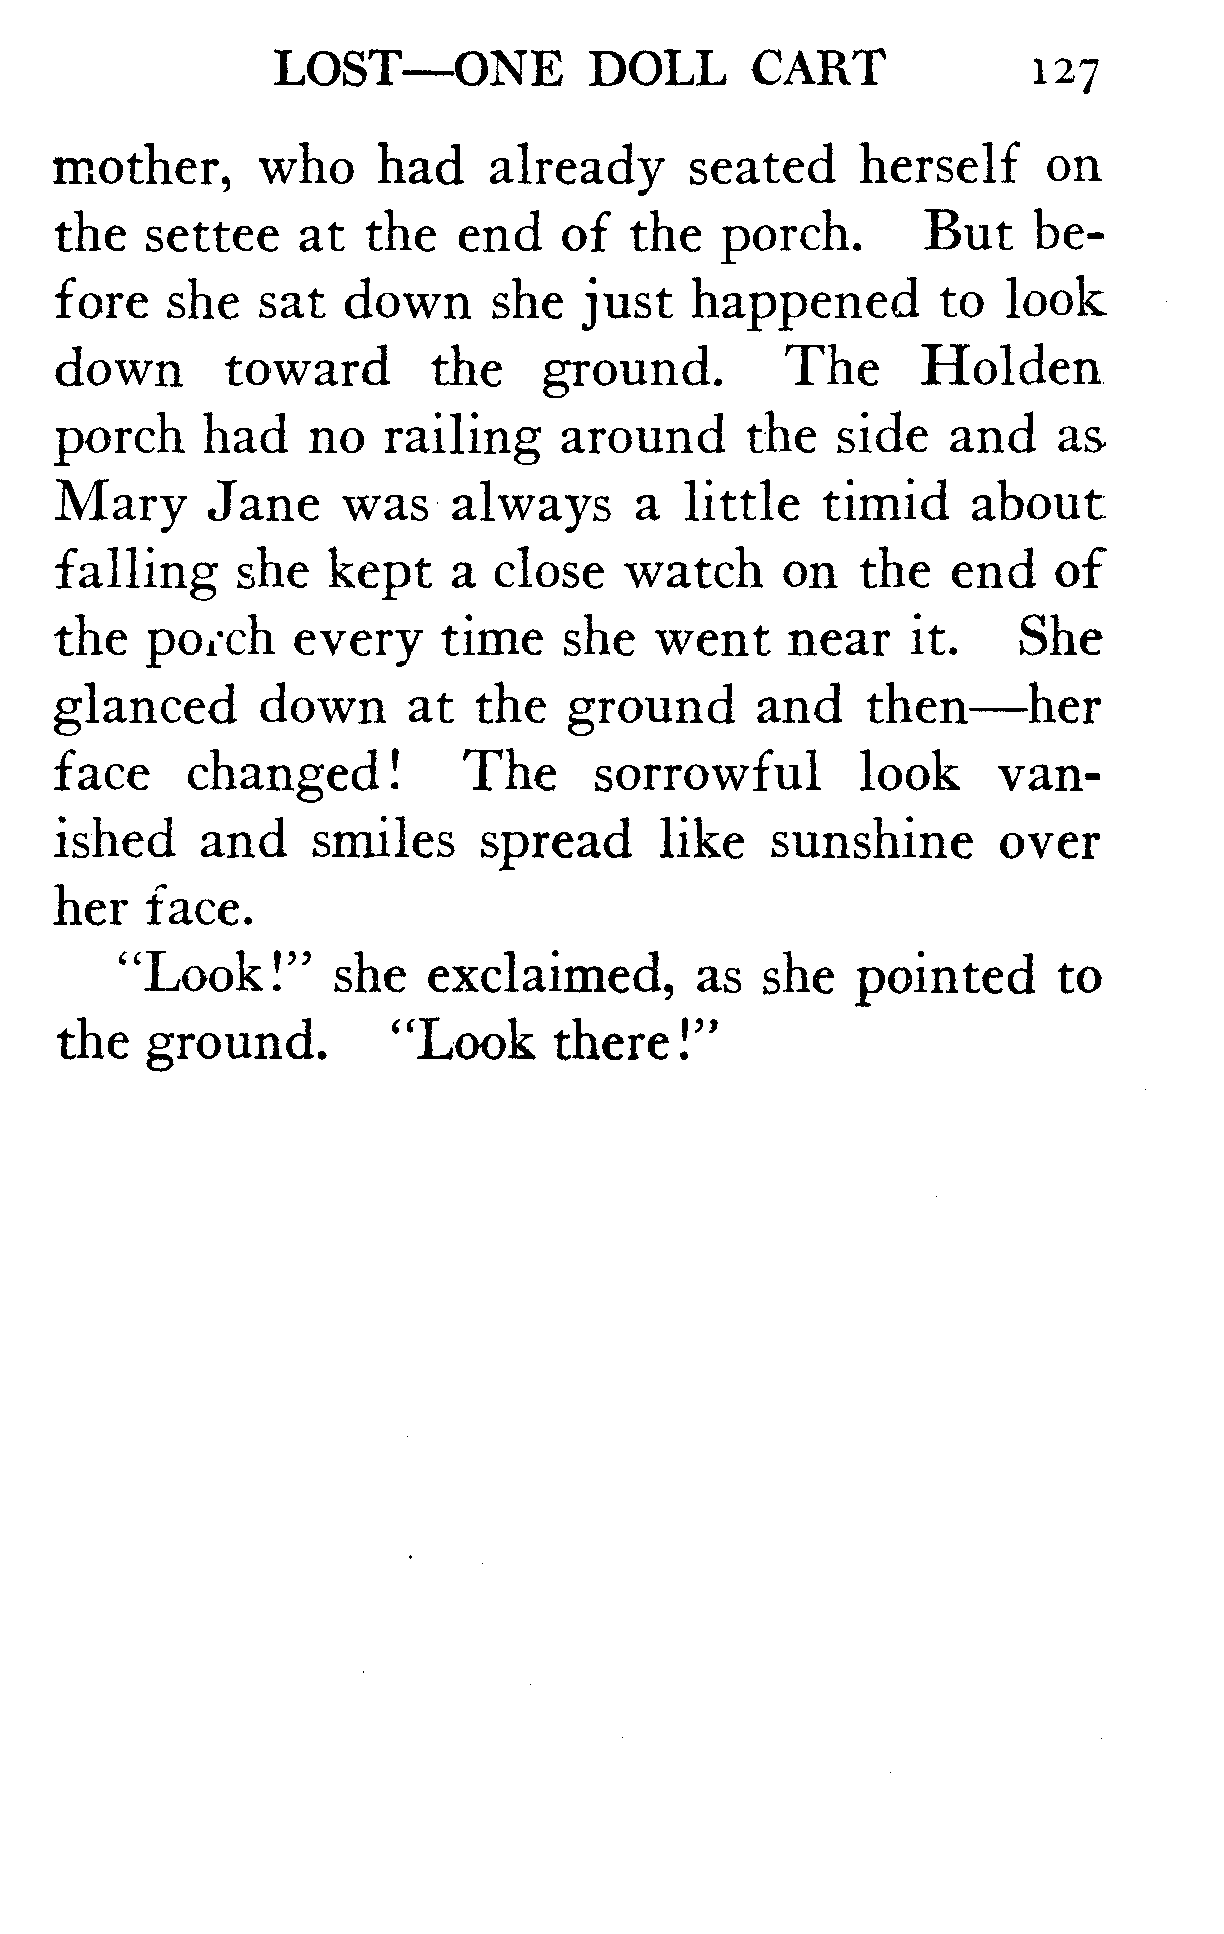 LOST—ONE DOLL CART 127
mother, who had already seated herself on
the settee at the end of the porch. But be-
fore she sat down she just happened to look
down toward the ground. The Holden
porch had no railing around the side and as
Mary Jane was always a little timid about
falling she kept a close watch on the end of
the porch every time she went near it. She
glanced down at the ground and then—her
face changed! The sorrowful look van-
ished and smiles spread like sunshine over
her face.
"Look!" she exclaimed, as she pointed to
the ground. "Look there!"